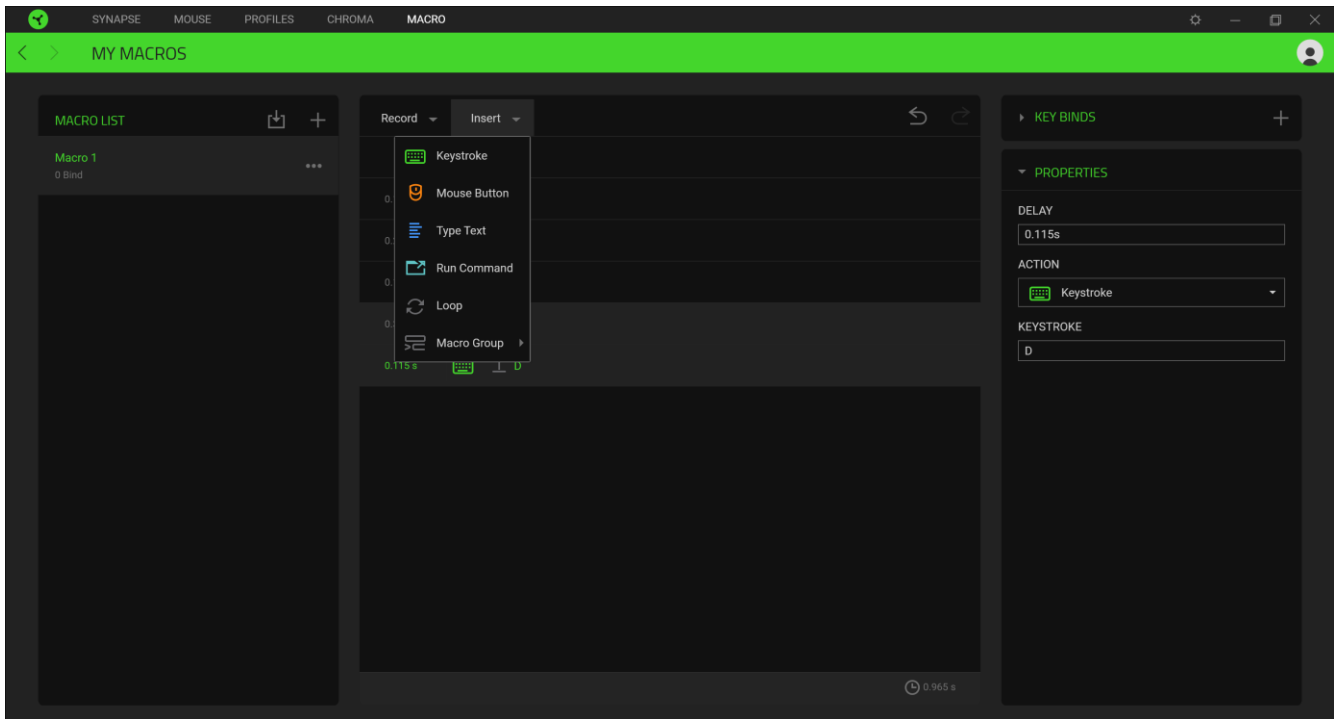 SYNAPSE MOUSE PROFILES CHROMA MACRO
MY MACROS
MACRO LIST
Macro 1
0 Bind
Record Insert
Keystroke
Mouse Button
Type Text
Run Command
Loop
Macro Group
0.115 s D
0.965 s
KEY BINDS
PROPERTIES
DELAY
0.115s
ACTION
Keystroke
KEYSTROKE
D